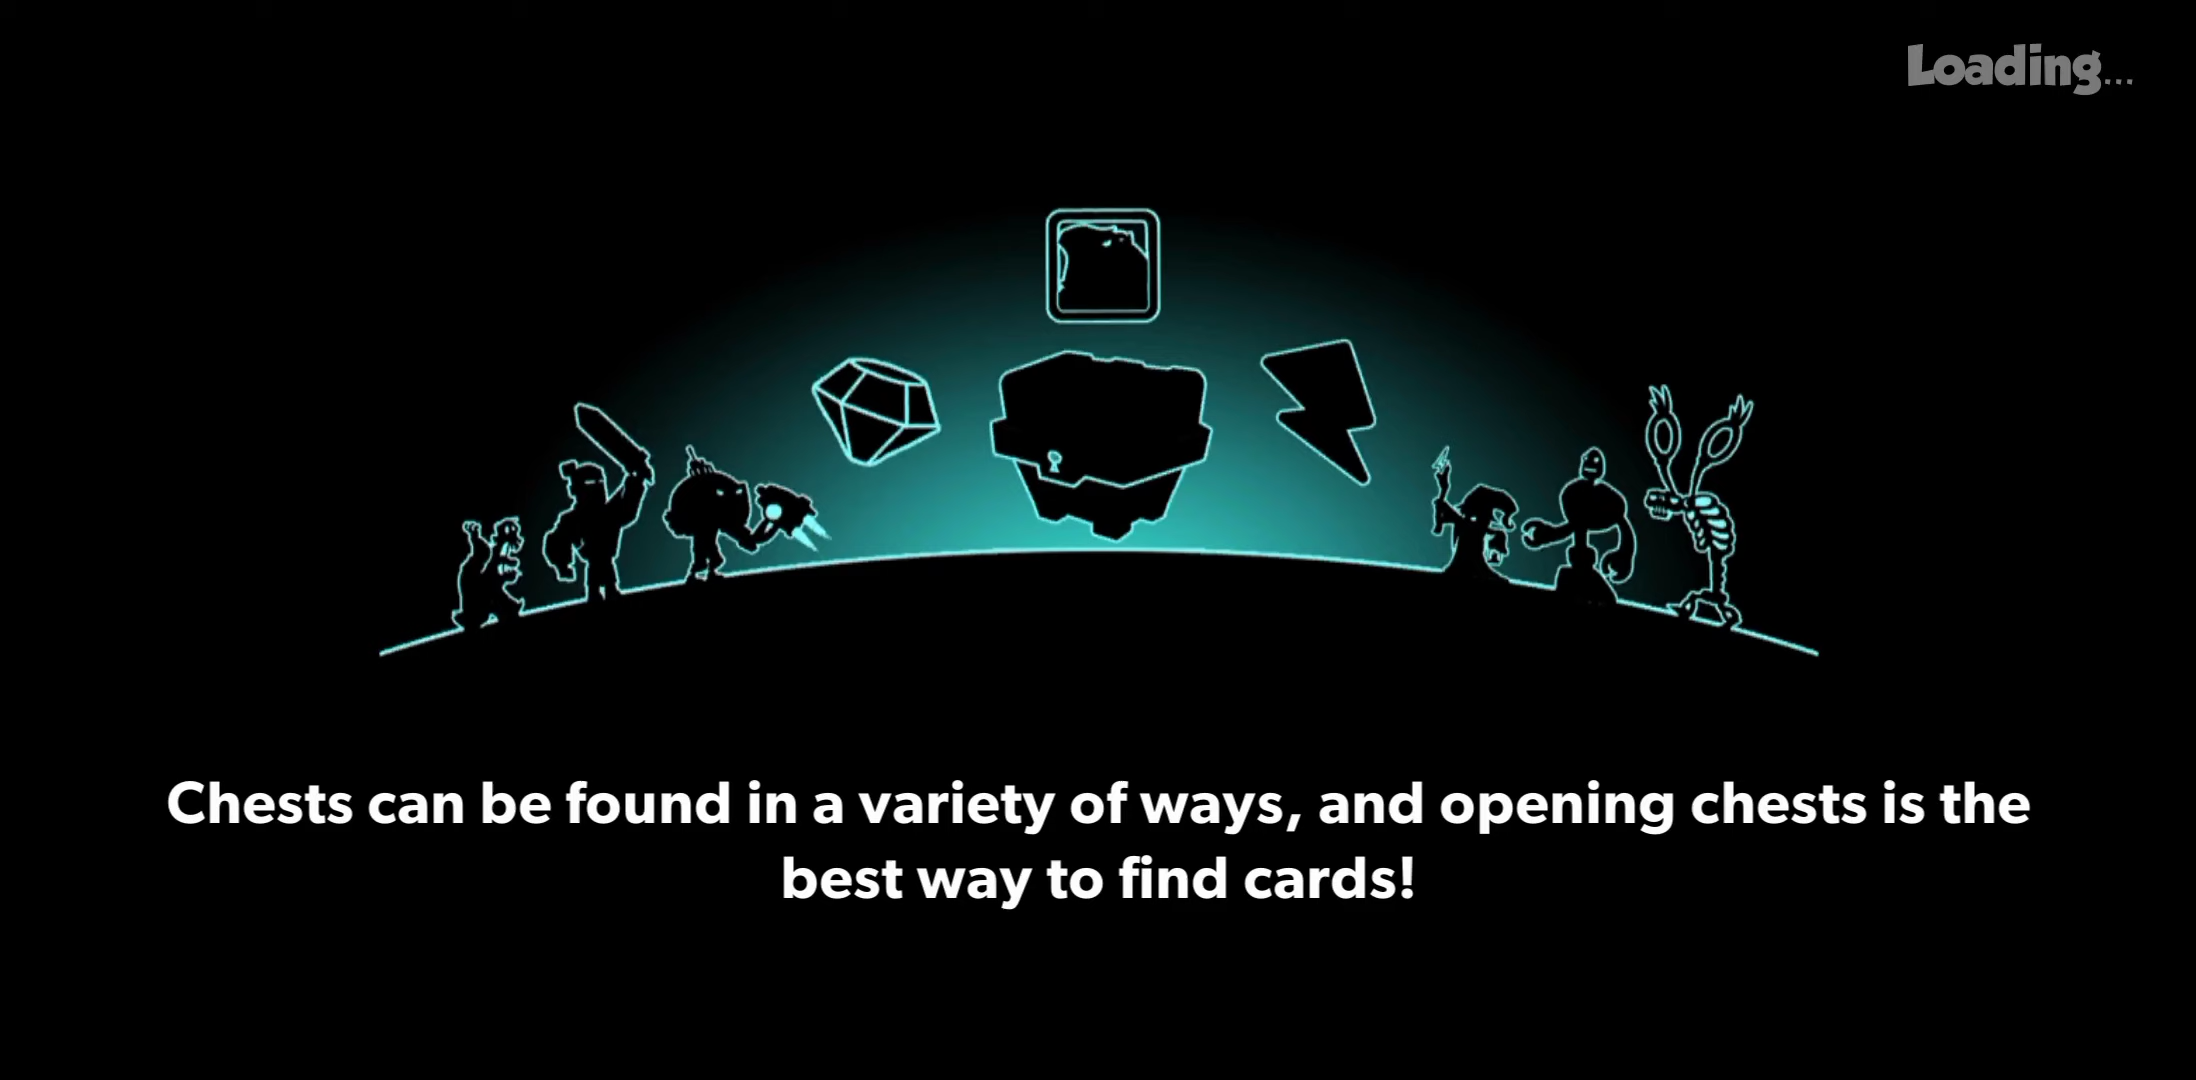 Loading...
Chests can be found in a variety of ways, and opening chests is the
best way to find cards!